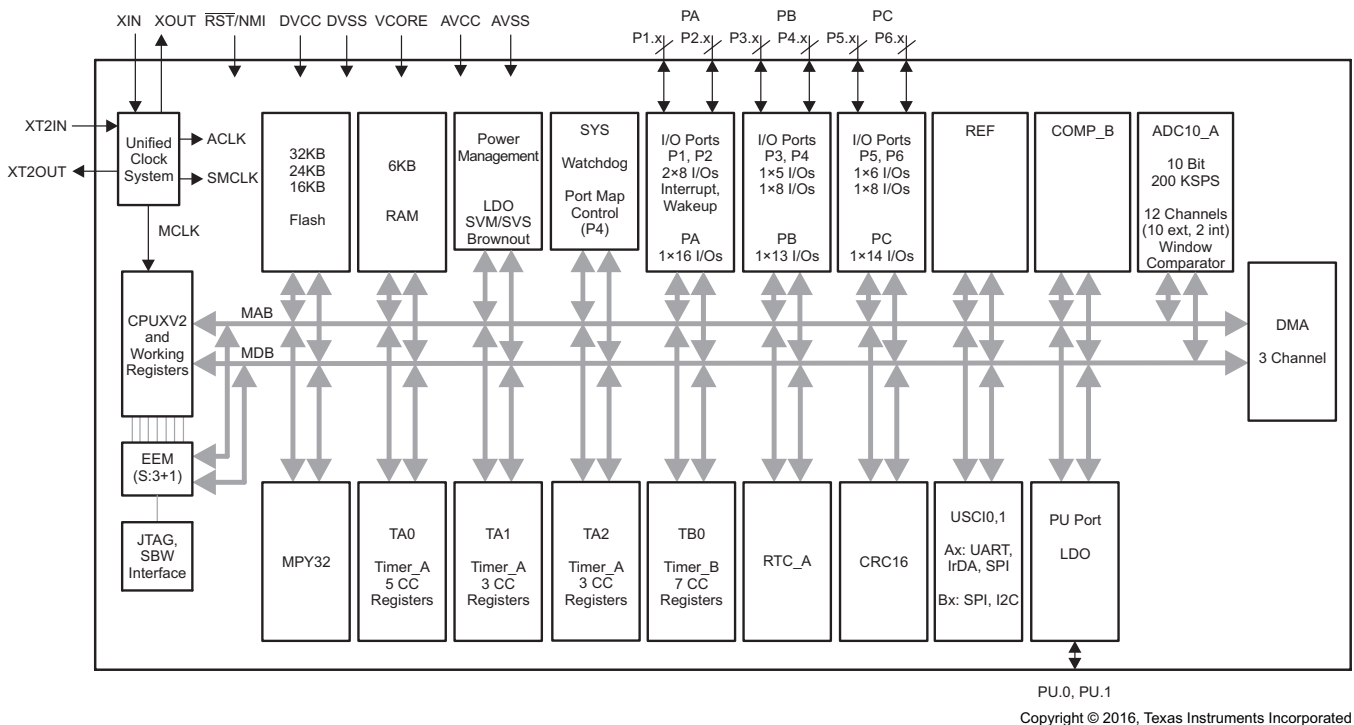 XIN XOUT RST/NMI DVCC DVSS VCORE AVCC AVSS
PA PB PC
P1.x P2.x P3.x P4.x P5.x P6.x
XT2IN
XT2OUT
Unified
Clock
System
ACLK
SMCLK
MCLK
32KB
24KB
16KB
Flash
6KB
RAM
Power
Management
LDO
SVM/SVS
Brownout
SYS
Watchdog
Port Map
Control
(P4)
I/O Ports
P1, P2
2×8 I/Os
Interrupt,
Wakeup
PA
1×16 I/Os
I/O Ports
P3, P4
1×5 I/Os
1×8 I/Os
PB
1×13 I/Os
I/O Ports
P5, P6
1×6 I/Os
1×8 I/Os
PC
1×14 I/Os
REF
COMP_B
ADC10_A
10 Bit
200 KSPS
12 Channels
(10 ext, 2 int)
Window
Comparator
CPUXV2
and
Working
Registers
MAB
MDB
DMA
3 Channel
EEM
(S:3+1)
JTAG,
SBW
Interface
MPY32
TA0
Timer_A
5 CC
Registers
TA1
Timer_A
3 CC
Registers
TA2
Timer_A
3 CC
Registers
TB0
Timer_B
7 CC
Registers
RTC_A
CRC16
USCI0,1
Ax: UART,
IrDA, SPI
Bx: SPI, I2C
PU Port
LDO
PU.0, PU.1
Copyright © 2016, Texas Instruments Incorporated